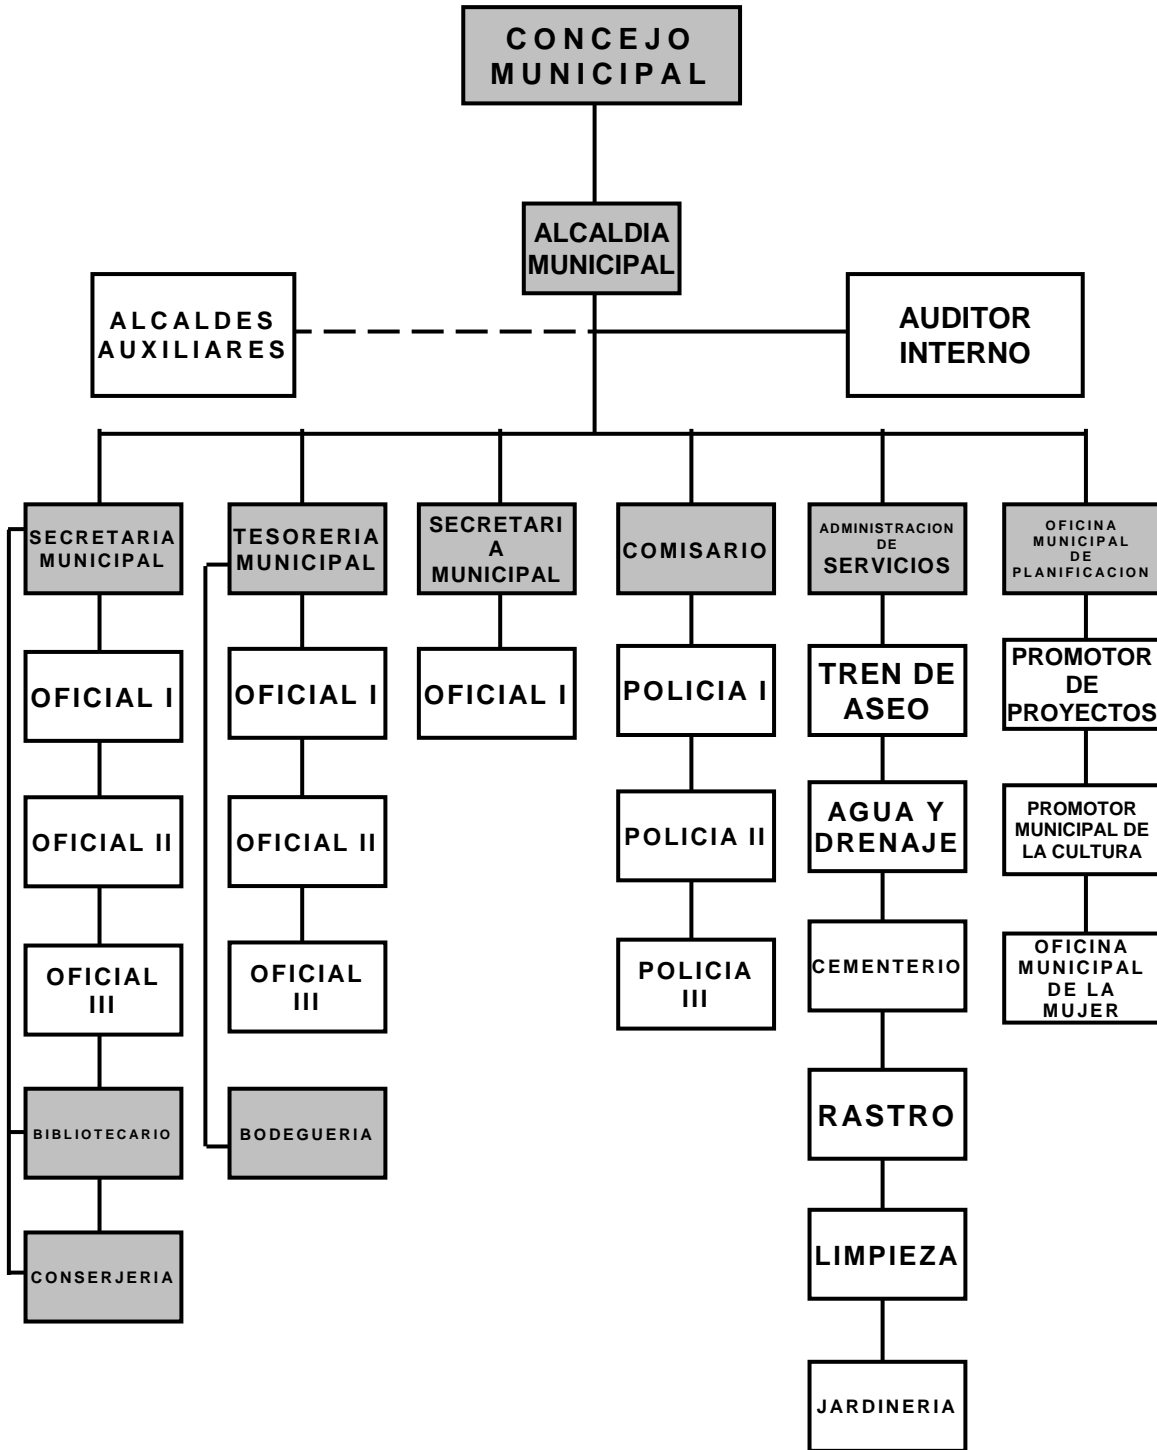 CONCEJO
MUNICIPAL
ALCALDIA
MUNICIPAL
ALCALDES
AUXILIARES
AUDITOR
INTERNO
SECRETARIA
MUNICIPAL
TESORERIA
MUNICIPAL
SECRETARI
A
MUNICIPAL
COMISARIO
ADMINISTRACION
DE
SERVICIOS
OFICINA
MUNICIPAL
DE
PLANIFICACION
OFICIAL I
OFICIAL I
OFICIAL I
POLICIA I
TREN DE
ASEO
PROMOTOR
DE
PROYECTOS
OFICIAL II
OFICIAL II
POLICIA II
AGUA Y
DRENAJE
PROMOTOR
MUNICIPAL DE
LA CULTURA
OFICIAL
III
OFICIAL
III
POLICIA
III
CEMENTERIO
OFICINA
MUNICIPAL
DE LA
MUJER
BIBLIOTECARIO
BODEGUERIA
RASTRO
CONSERJERIA
LIMPIEZA
JARDINERIA